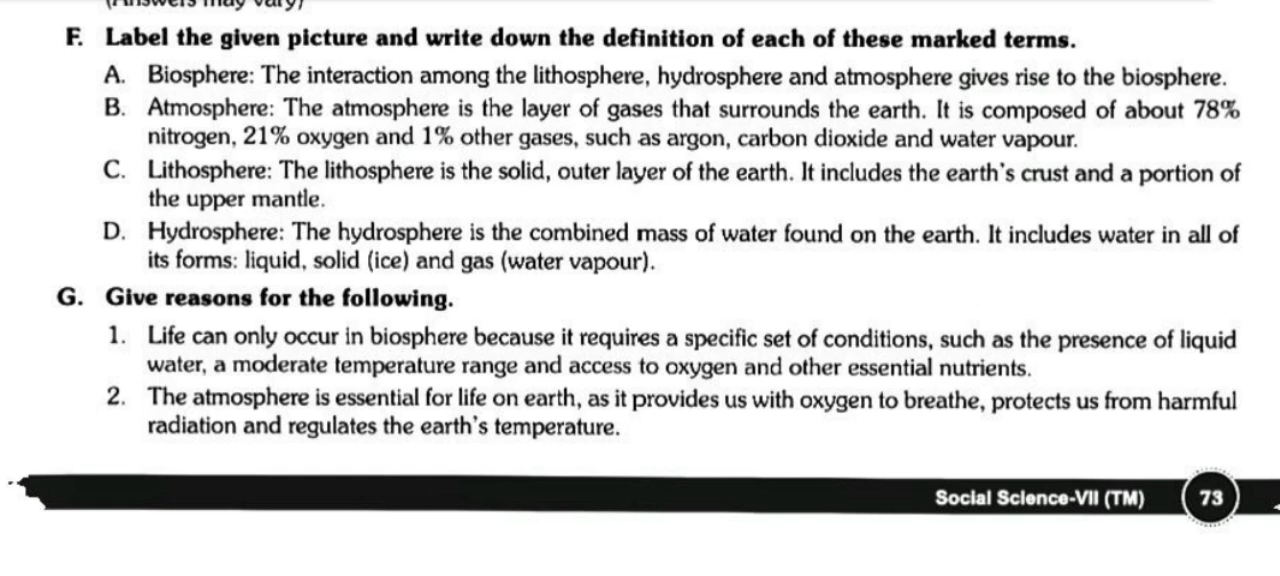 F. Label the given picture and write down the definition of each of these marked terms.
A. Biosphere: The interaction among the lithosphere, hydrosphere and atmosphere gives rise to the biosphere.
B. Atmosphere: The atmosphere is the layer of gases that surrounds the earth. It is composed of about 78%
nitrogen, 21% oxygen and 1% other gases, such as argon, carbon dioxide and water vapour.
C. Lithosphere: The lithosphere is the solid, outer layer of the earth. It includes the earth's crust and a portion of
the upper mantle.
D. Hydrosphere: The hydrosphere is the combined mass of water found on the earth. It includes water in all of
its forms: liquid, solid (ice) and gas (water vapour).
G. Give reasons for the following.
1. Life can only occur in biosphere because it requires a specific set of conditions, such as the presence of liquid
water, a moderate temperature range and access to oxygen and other essential nutrients.
2. The atmosphere is essential for life on earth, as it provides us with oxygen to breathe, protects us from harmful
radiation and regulates the earth's temperature.
Social Science-VII (TM) 73